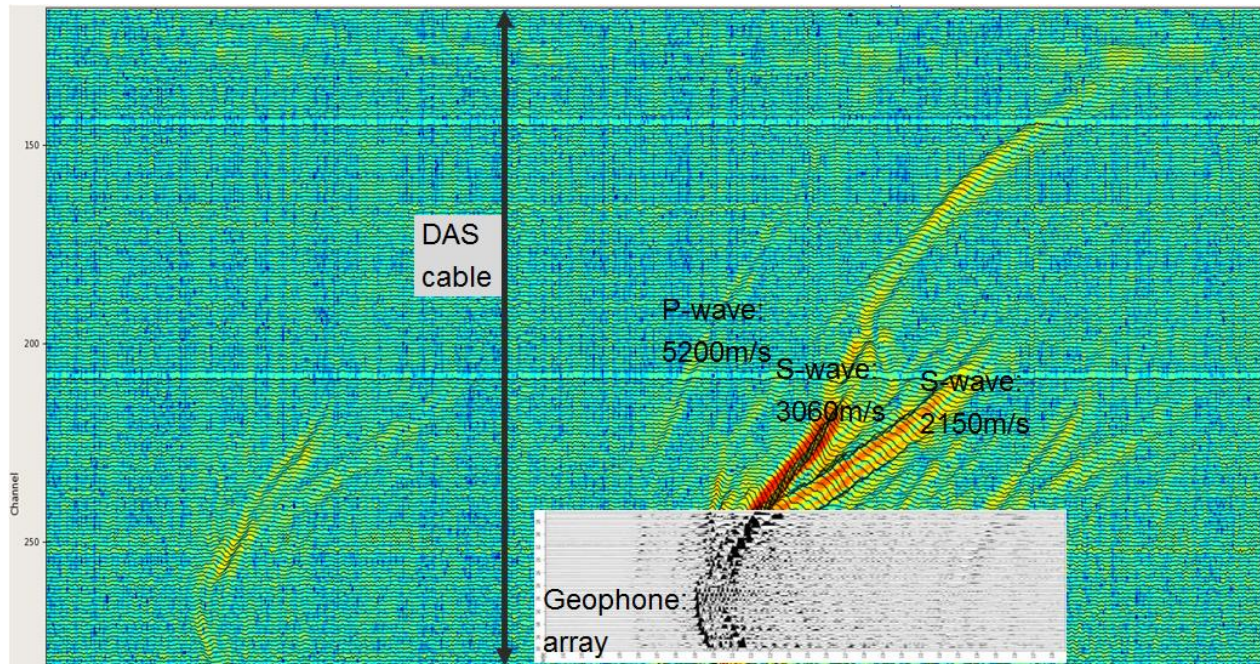 150
DAS
cable
P-wave:
5200m/s
200
S-wave:
3060m/s
S-wave:
2150m/s
Channel
250
Geophone:
array